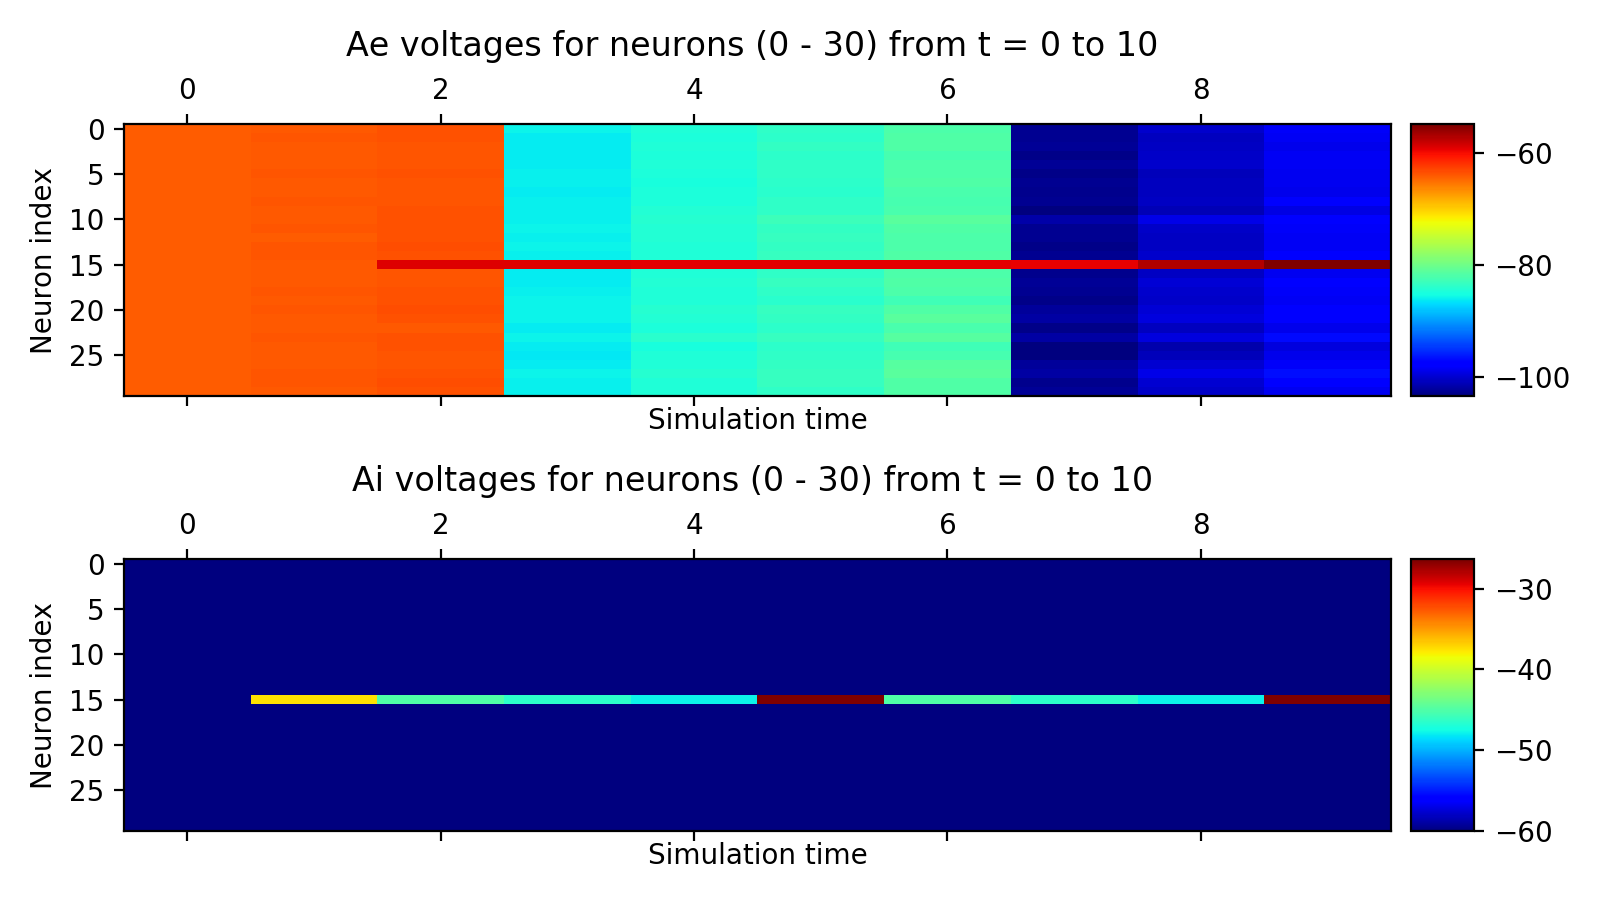 Ae voltages for neurons (0 - 30) from t = 0 to 10
0 2 4 6 8
Neuron index
0
5
10
15
20
25
−60
−80
−100
Simulation time
Ai voltages for neurons (0 - 30) from t = 0 to 10
0 2 4 6 8
Neuron index
0
5
10
15
20
25
−30
−40
−50
−60
Simulation time